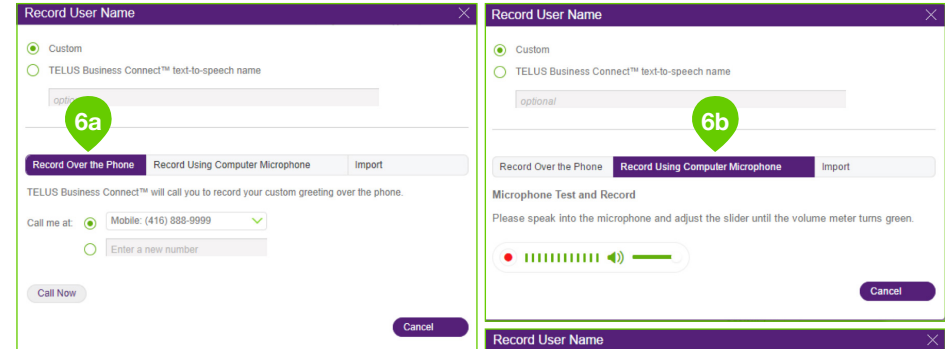 Record User Name
Custom
TELUS Business Connect™ text-to-speech name
optional
6a
Record Over the Phone Record Using Computer Microphone Import
TELUS Business Connect™ will call you to record your custom greeting over the phone.
Call me at: Mobile: (416) 888-9999
Enter a new number
Call Now
Cancel
Record User Name
Custom
TELUS Business Connect™ text-to-speech name
optional
6b
Record Over the Phone Record Using Computer Microphone Import
Microphone Test and Record
Please speak into the microphone and adjust the slider until the volume meter turns green.
Cancel
Record User Name